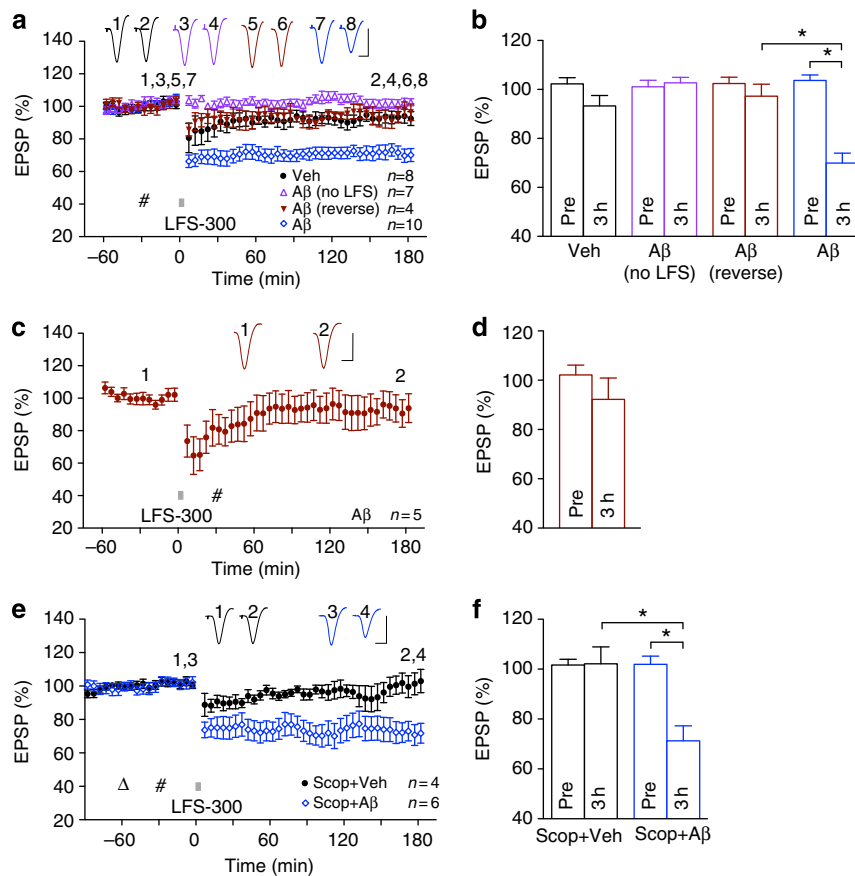 a
1 2 3 4 5 6 7 8
1,3,5,7 2,4,6,8
EPSP (%)
140
120
100
80
60
40
20
Veh n=8
Aβ (no LFS) n=7
Aβ (reverse) n=4
Aβ n=10
#
LFS-300
−60 0 60 120 180
Time (min)
b
EPSP (%)
120
100
80
60
40
* *
Pre 3 h Pre 3 h Pre 3 h Pre 3 h
Veh Aβ Aβ Aβ
(no LFS) (reverse)
c
1 2
1 2
EPSP (%)
140
120
100
80
60
40
20
#
LFS-300 Aβ n=5
−60 0 60 120 180
Time (min)
d
EPSP (%)
120
100
80
60
40
Pre 3 h
e
1 2 3 4
1,3 2,4
EPSP (%)
140
120
100
80
60
40
20
Δ #
LFS-300
Scop+Veh n=4
Scop+Aβ n=6
−60 0 60 120 180
Time (min)
f
EPSP (%)
120
100
80
60
40
* *
Pre 3 h Pre 3 h
Scop+Veh Scop+Aβ